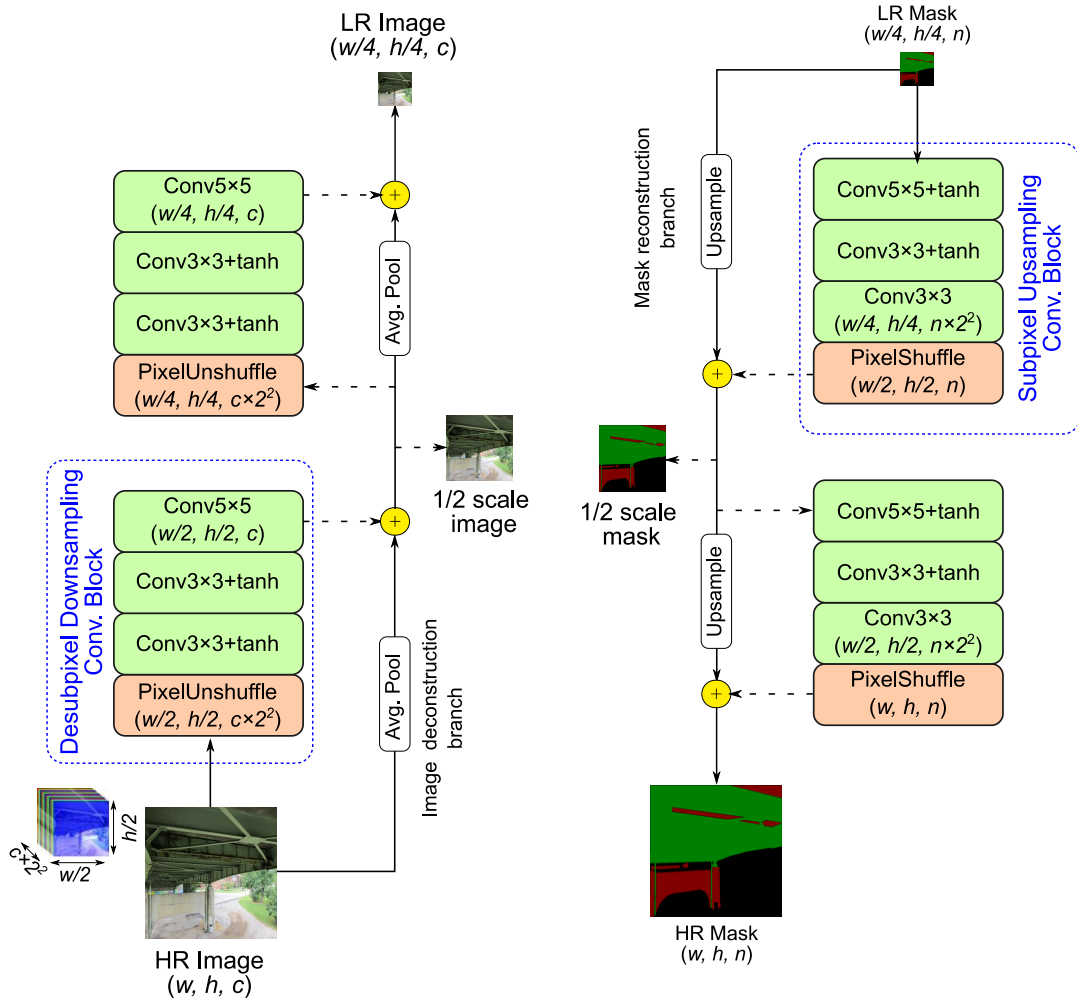 LR Image
(w/4, h/4, c)
Conv5×5
(w/4, h/4, c)
Conv3×3+tanh
Conv3×3+tanh
PixelUnshuffle
(w/4, h/4, c×2²)
+
Avg. Pool
1/2 scale
image
Desubpixel Downsampling
Conv. Block
Conv5×5
(w/2, h/2, c)
Conv3×3+tanh
Conv3×3+tanh
PixelUnshuffle
(w/2, h/2, c×2²)
+
Avg. Pool
Image deconstruction
branch
h/2
w/2
c×2²
HR Image
(w, h, c)
LR Mask
(w/4, h/4, n)
Mask reconstruction
branch
Upsample
Conv5×5+tanh
Conv3×3+tanh
Conv3×3
(w/4, h/4, n×2²)
PixelShuffle
(w/2, h/2, n)
Subpixel Upsampling
Conv. Block
+
1/2 scale
mask
Upsample
Conv5×5+tanh
Conv3×3+tanh
Conv3×3
(w/2, h/2, n×2²)
PixelShuffle
(w, h, n)
+
HR Mask
(w, h, n)